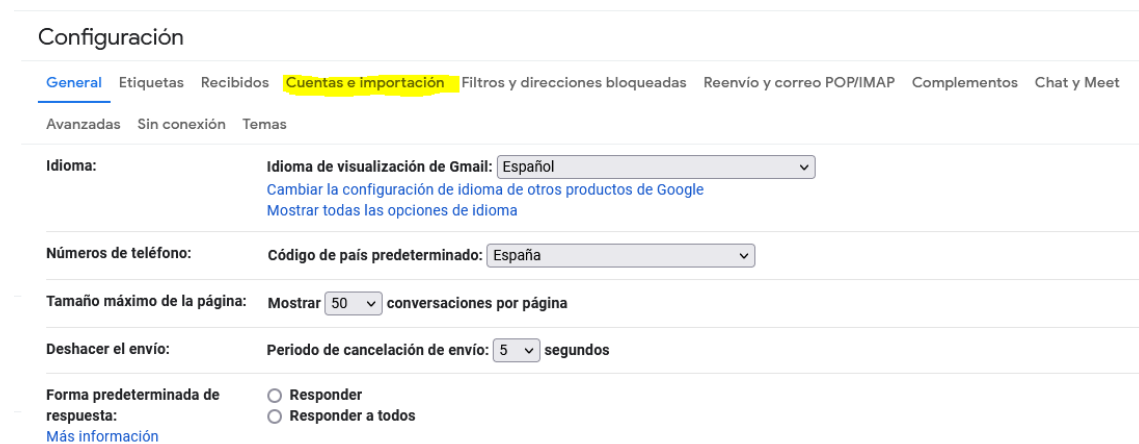 Configuración
General Etiquetas Recibidos Cuentas e importación Filtros y direcciones bloqueadas Reenvío y correo POP/IMAP Complementos Chat y Meet
Avanzadas Sin conexión Temas
Idioma: Idioma de visualización de Gmail: Español
Cambiar la configuración de idioma de otros productos de Google
Mostrar todas las opciones de idioma
Números de teléfono: Código de país predeterminado: España
Tamaño máximo de la página: Mostrar 50 conversaciones por página
Deshacer el envío: Periodo de cancelación de envío: 5 segundos
Forma predeterminada de Responder
respuesta: Responder a todos
Más información